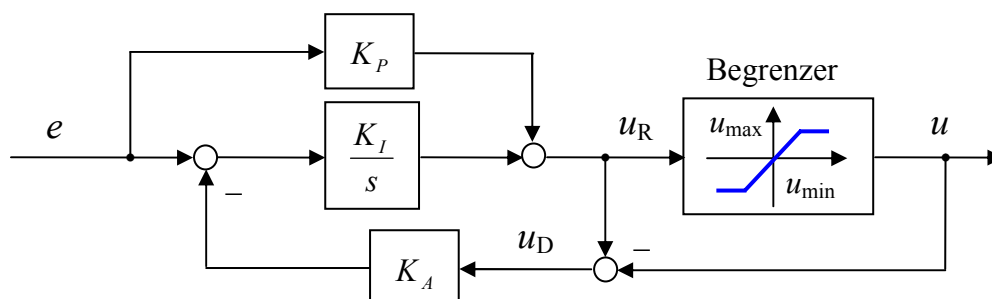 K_P
Begrenzer
e
K_I
s
u_R
u_max
u_min
u
−
u_D
−
K_A